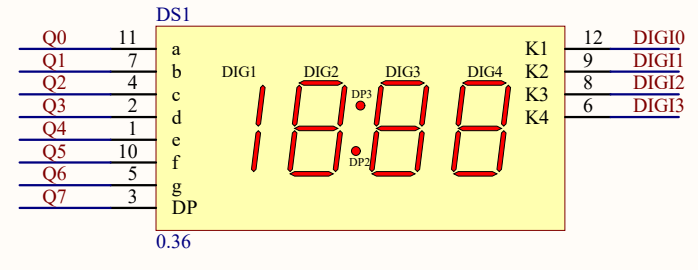 DS1
Q0 11 a K1 12 DIGI0
Q1 7 b K2 9 DIGI1
Q2 4 c K3 8 DIGI2
Q3 2 d K4 6 DIGI3
Q4 1 e
Q5 10 f
Q6 5 g
Q7 3 DP
DIG1 DIG2 DIG3 DIG4
DP3
DP2
0.36